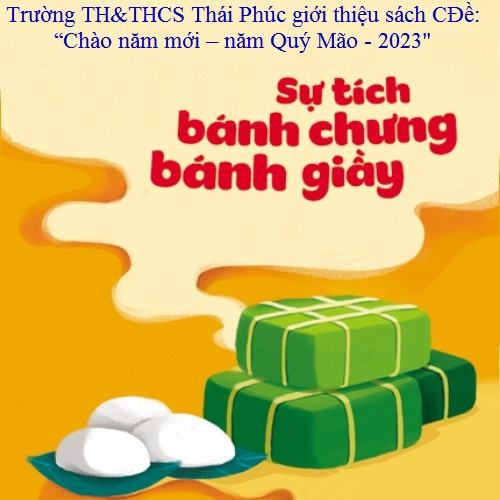 Trường TH&THCS Thái Phúc giới thiệu sách CĐề:
“Chào năm mới – năm Quý Mão - 2023"
Sự tích
bánh chưng
bánh giầy